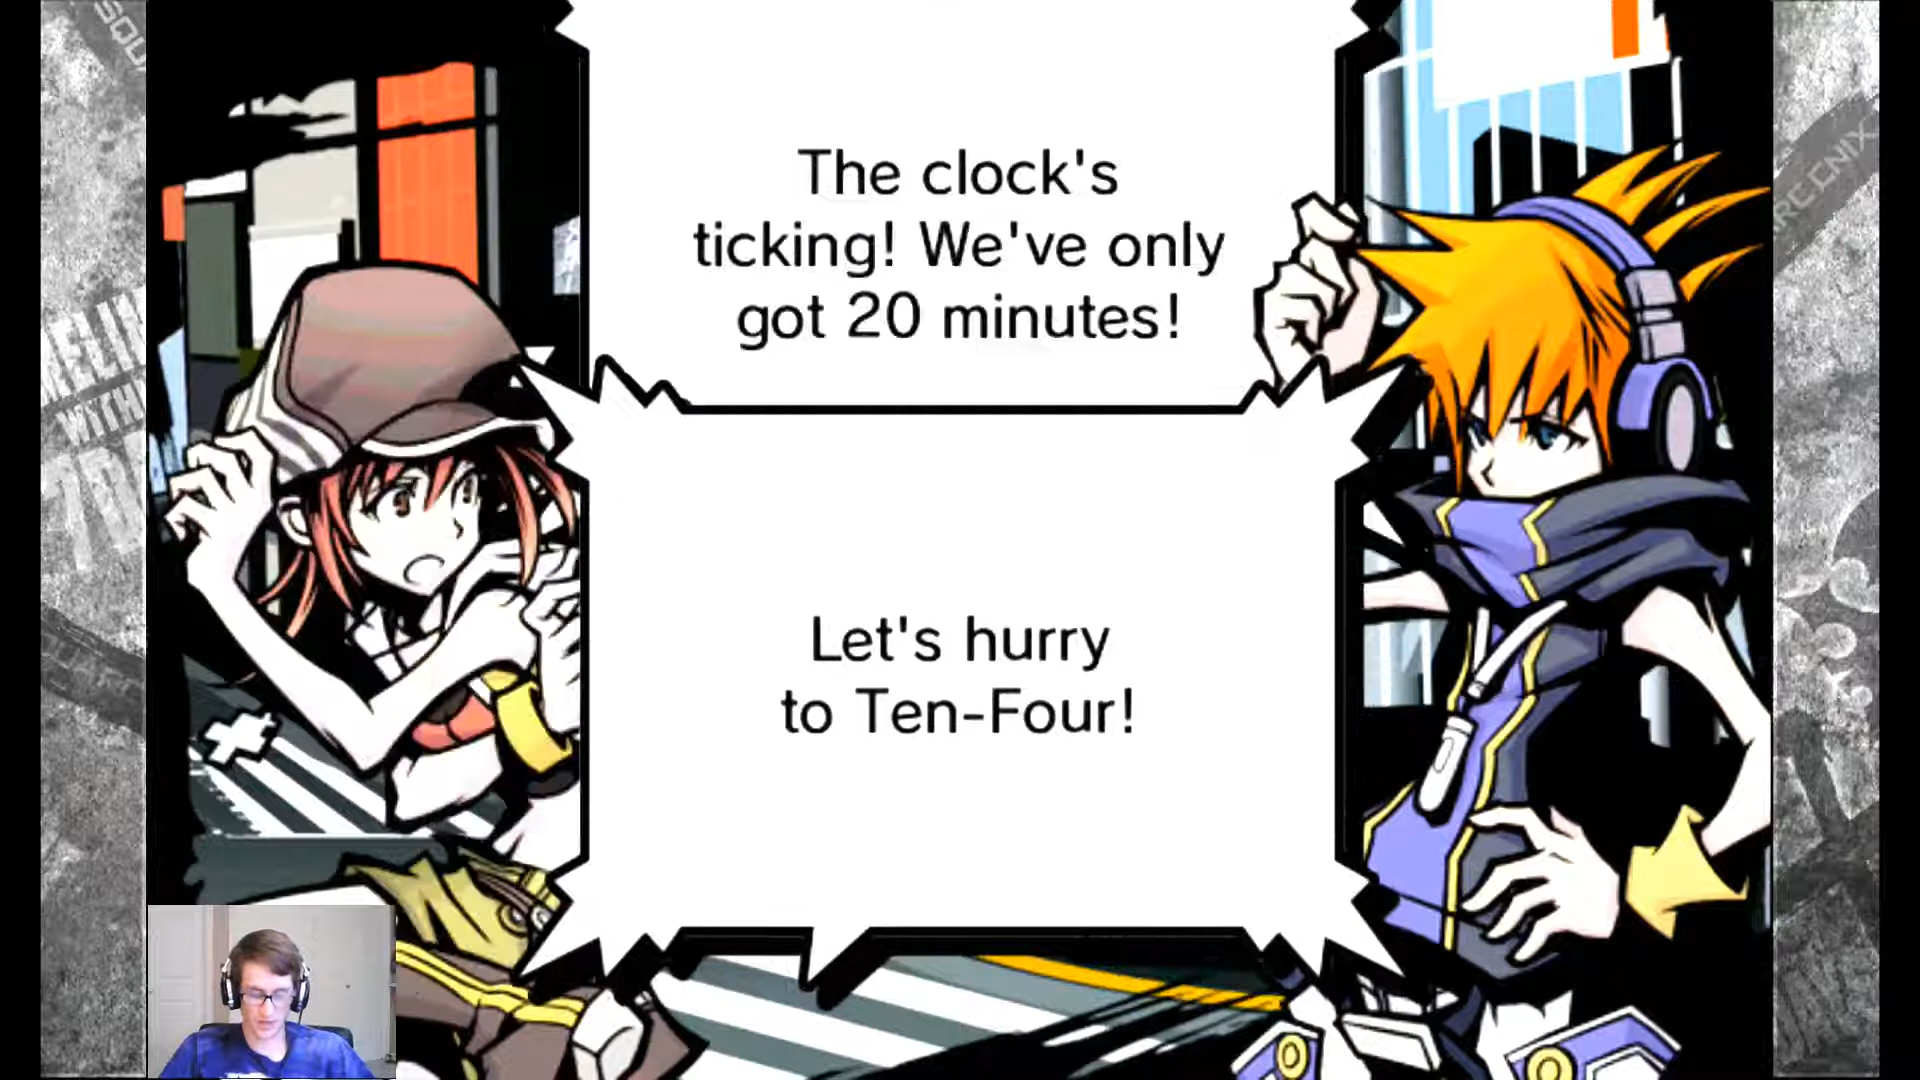 The clock's
ticking! We've only
got 20 minutes!
Let's hurry
to Ten-Four!